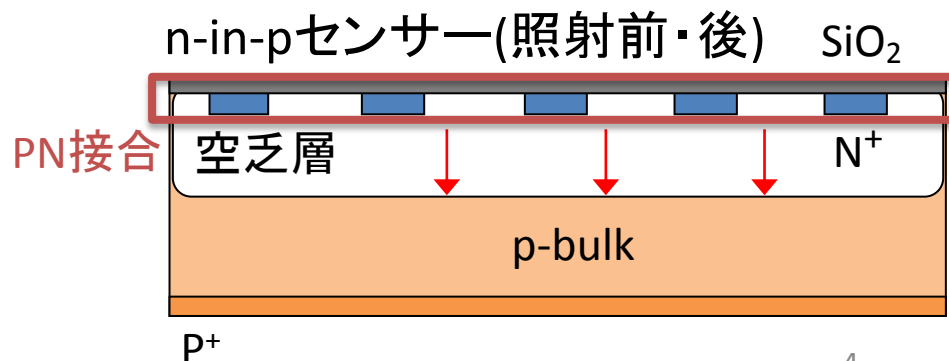 n-in-pセンサー(照射前・後)
SiO₂
PN接合
空乏層
N⁺
p-bulk
P⁺